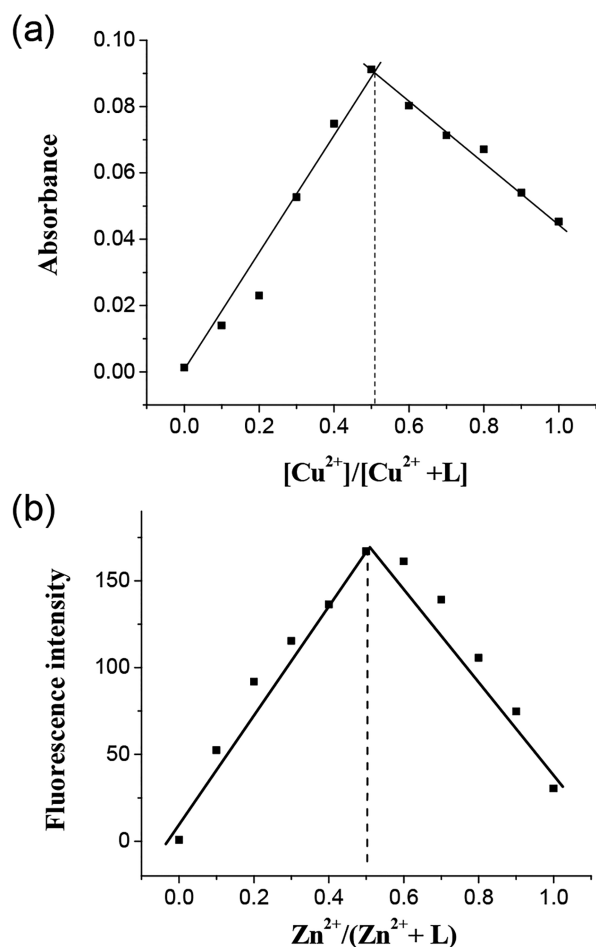 (a)
0.10
0.08
0.06
0.04
0.02
0.00
Absorbance
0.0 0.2 0.4 0.6 0.8 1.0
[Cu²⁺]/[Cu²⁺ +L]
(b)
150
100
50
0
Fluorescence intensity
0.0 0.2 0.4 0.6 0.8 1.0
Zn²⁺/(Zn²⁺+ L)